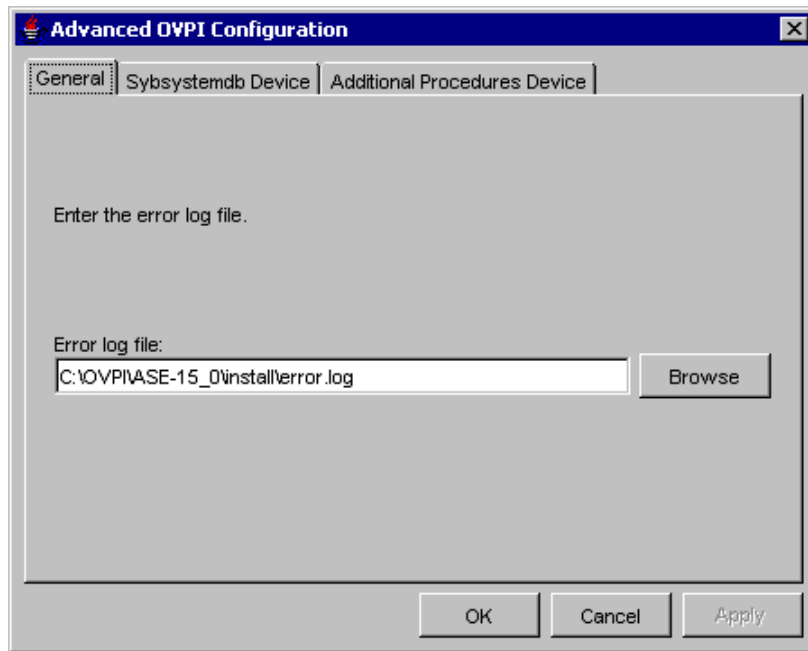 Advanced OVPI Configuration
General Sybsystemdb Device Additional Procedures Device
Enter the error log file.
Error log file:
C:\OVPI\ASE-15_0\install\error.log Browse
OK Cancel Apply